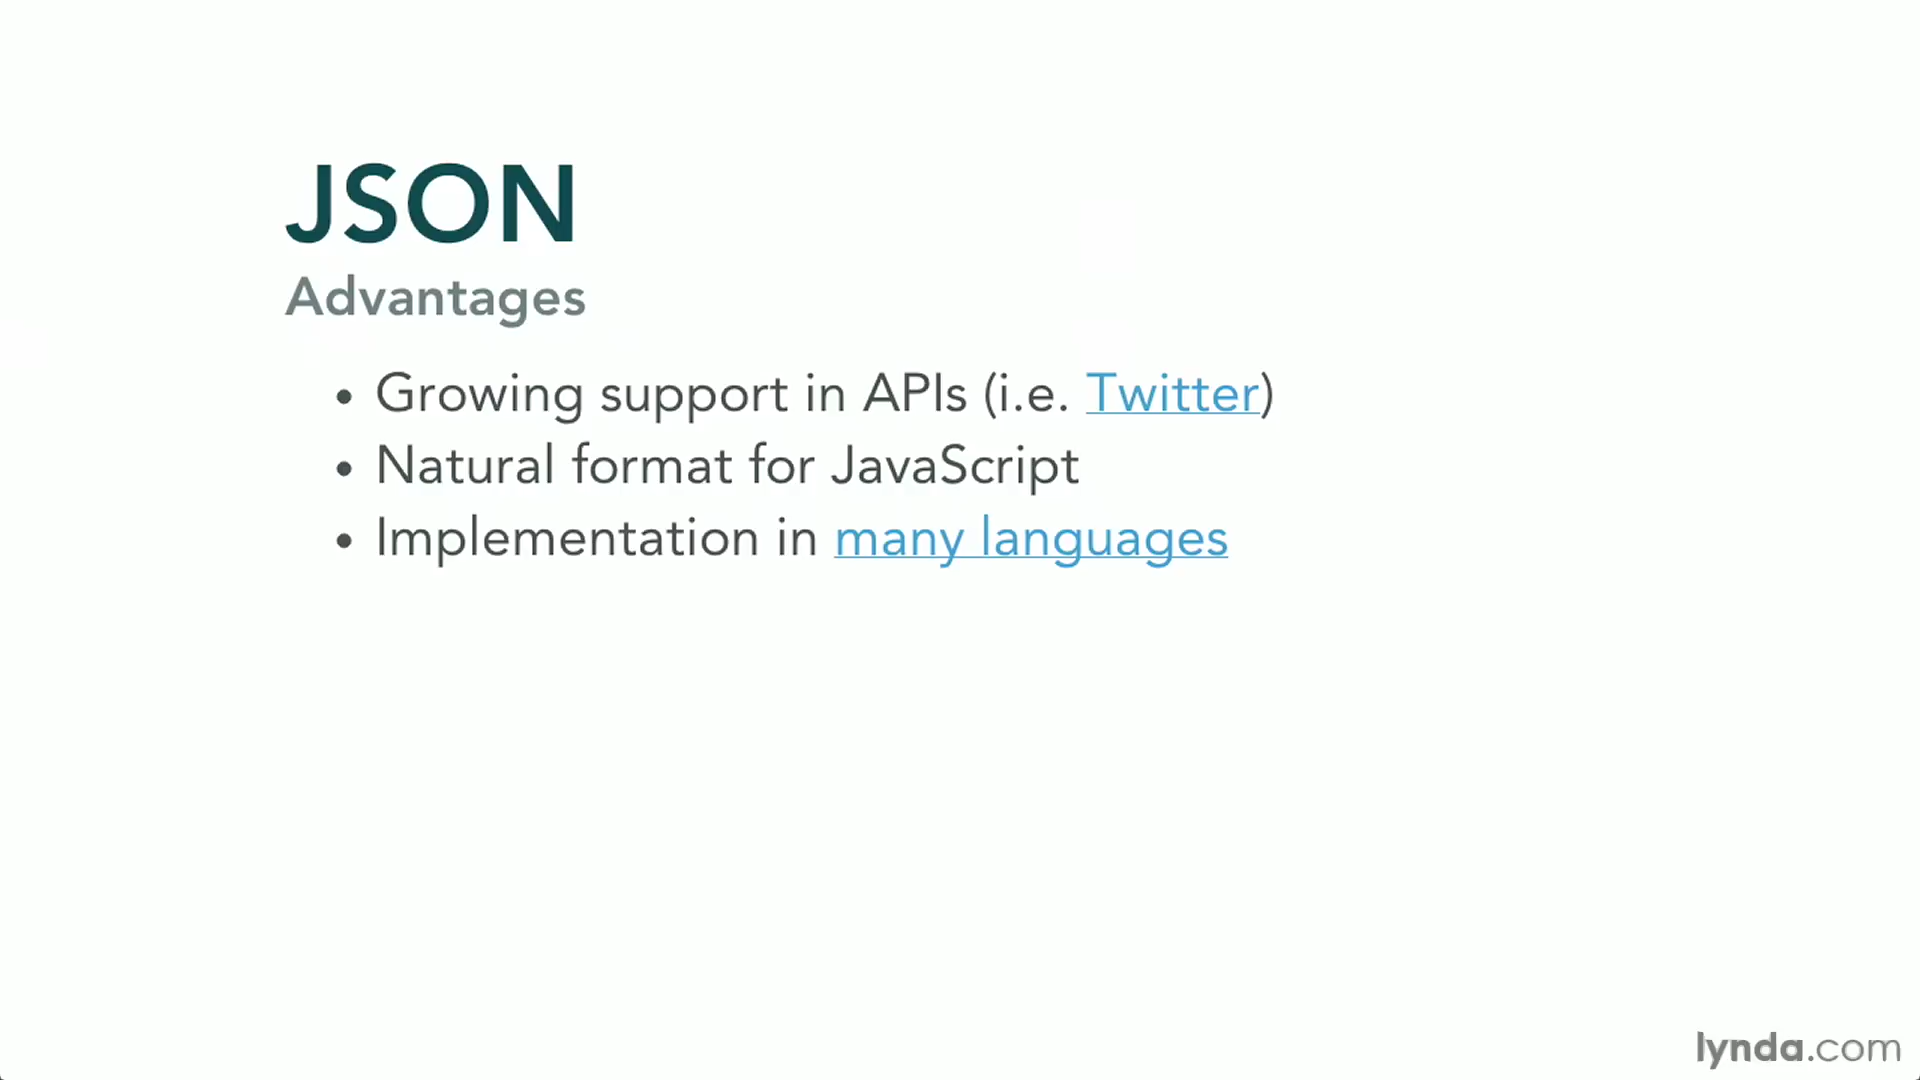 JSON
Advantages
• Growing support in APIs (i.e. Twitter)
• Natural format for JavaScript
• Implementation in many languages
lynda.com